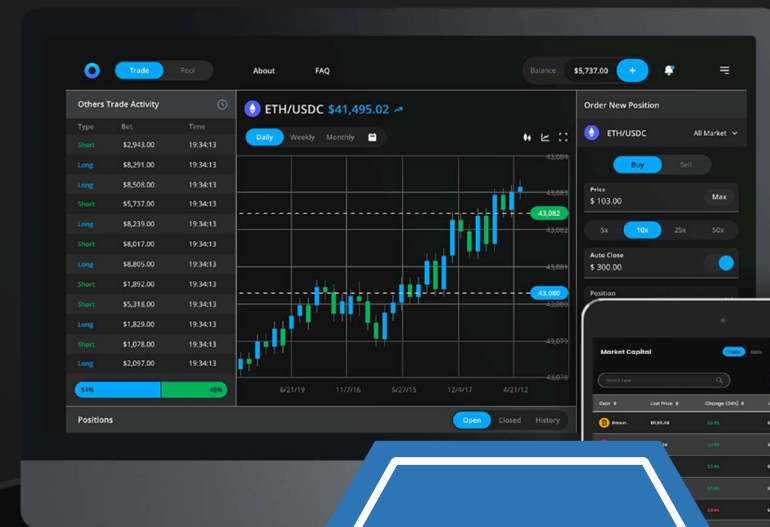 Trade Pool About FAQ Balance $5,737.00 +
Others Trade Activity
Type Bet Time
Short $2,943.00 19:34:13
Long $8,291.00 19:34:13
Long $8,508.00 19:34:13
Short $5,737.00 19:34:13
Long $8,239.00 19:34:13
Short $8,017.00 19:34:13
Long $8,805.00 19:34:13
Short $1,892.00 19:34:13
Short $5,318.00 19:34:13
Long $1,829.00 19:34:13
Short $1,078.00 19:34:13
Long $2,097.00 19:34:13
54% 46%
Positions
Open Closed History
ETH/USDC $41,495.02
Daily Weekly Monthly
43,084
43,083
43,082
43,082
43,081
43,080
43,080
43,079
43,078
6/21/19 11/7/16 5/27/15 12/4/17 4/21/12
Order New Position
ETH/USDC All Market
Buy Sell
Price
$ 103.00 Max
5x 10x 25x 50x
Auto Close
$ 300.00
Position
Market Capital
Trade
Search
Coin Last Price Change (24h)
Bitcoin